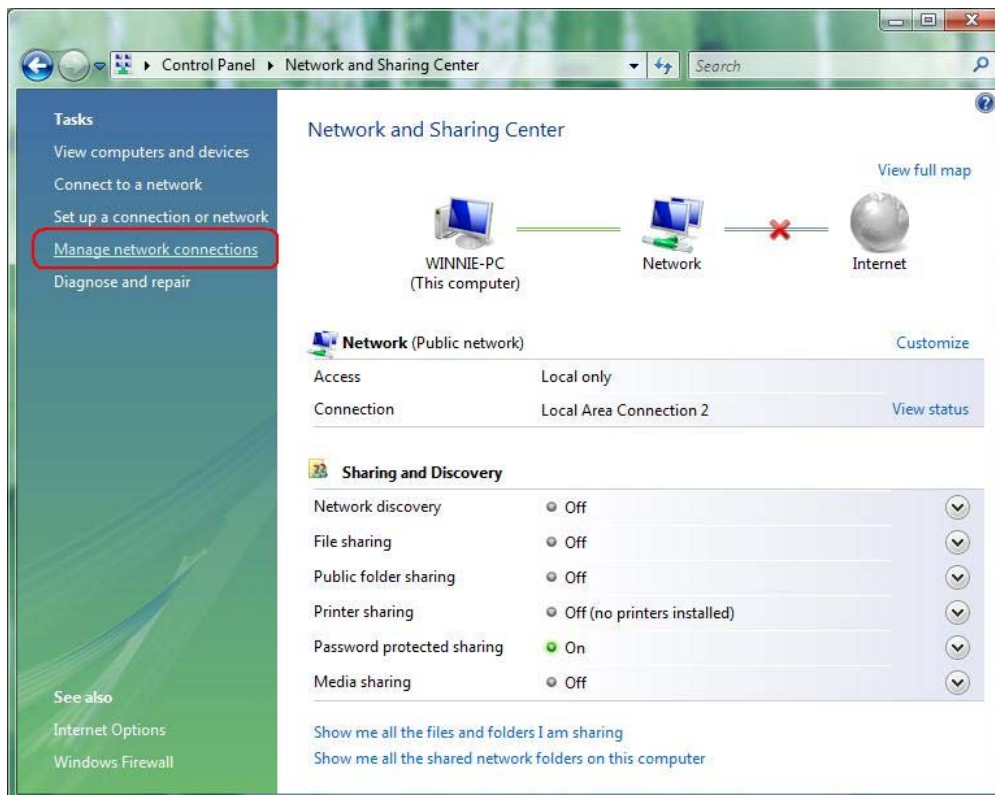 Control Panel Network and Sharing Center
Search
Tasks
View computers and devices
Connect to a network
Set up a connection or network
Manage network connections
Diagnose and repair
See also
Internet Options
Windows Firewall
Network and Sharing Center
View full map
WINNIE-PC
(This computer)
Network
Internet
Network (Public network) Customize
Access Local only
Connection Local Area Connection 2 View status
Sharing and Discovery
Network discovery Off
File sharing Off
Public folder sharing Off
Printer sharing Off (no printers installed)
Password protected sharing On
Media sharing Off
Show me all the files and folders I am sharing
Show me all the shared network folders on this computer